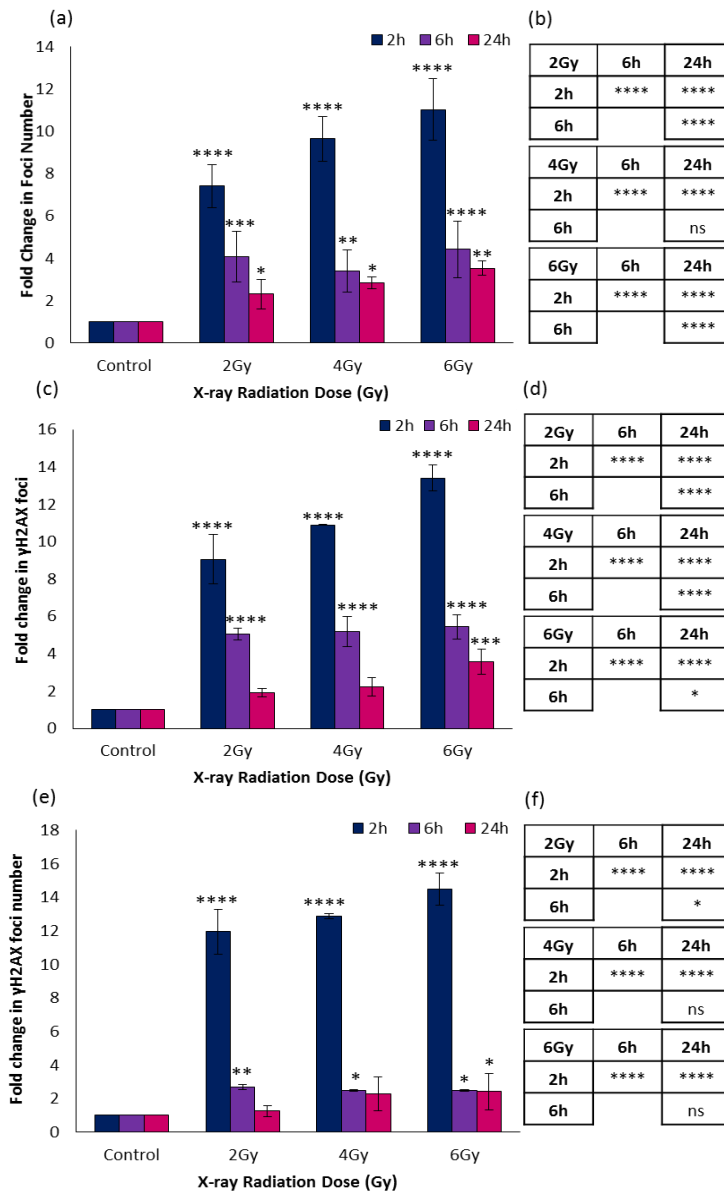 (a)
(b)
2h 6h 24h
14
12
10
8
6
4
2
0
Fold Change in Foci Number
****
***
*
****
**
*
****
****
**
Control 2Gy 4Gy 6Gy
X-ray Radiation Dose (Gy)
2Gy 6h 24h
2h **** ****
6h ****
4Gy 6h 24h
2h **** ****
6h ns
6Gy 6h 24h
2h **** ****
6h ****
(c)
(d)
2h 6h 24h
16
14
12
10
8
6
4
2
0
Fold change in γH2AX foci
****
****
****
****
****
****
***
Control 2Gy 4Gy 6Gy
X-ray Radiation Dose (Gy)
2Gy 6h 24h
2h **** ****
6h ****
4Gy 6h 24h
2h **** ****
6h ****
6Gy 6h 24h
2h **** ****
6h *
(e)
(f)
2h 6h 24h
18
16
14
12
10
8
6
4
2
0
Fold change in γH2AX foci number
****
**
****
*
****
*
*
Control 2Gy 4Gy 6Gy
X-ray Radiation Dose (Gy)
2Gy 6h 24h
2h **** ****
6h *
4Gy 6h 24h
2h **** ****
6h ns
6Gy 6h 24h
2h **** ****
6h ns